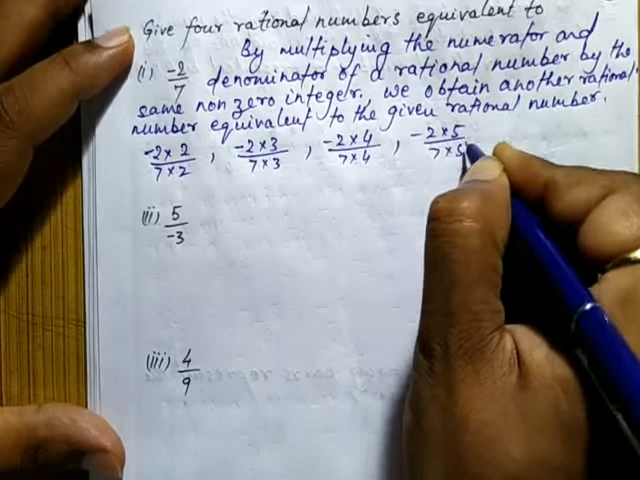 Give four rational numbers equivalent to
By multiplying the numerator and
(i) -2/7 denominator of a rational number by the
same non zero integer, we obtain another rational
number equivalent to the given rational number.
-2×2/7×2 , -2×3/7×3 , -2×4/7×4 , -2×5/7×5
(ii) 5/-3
(iii) 4/9